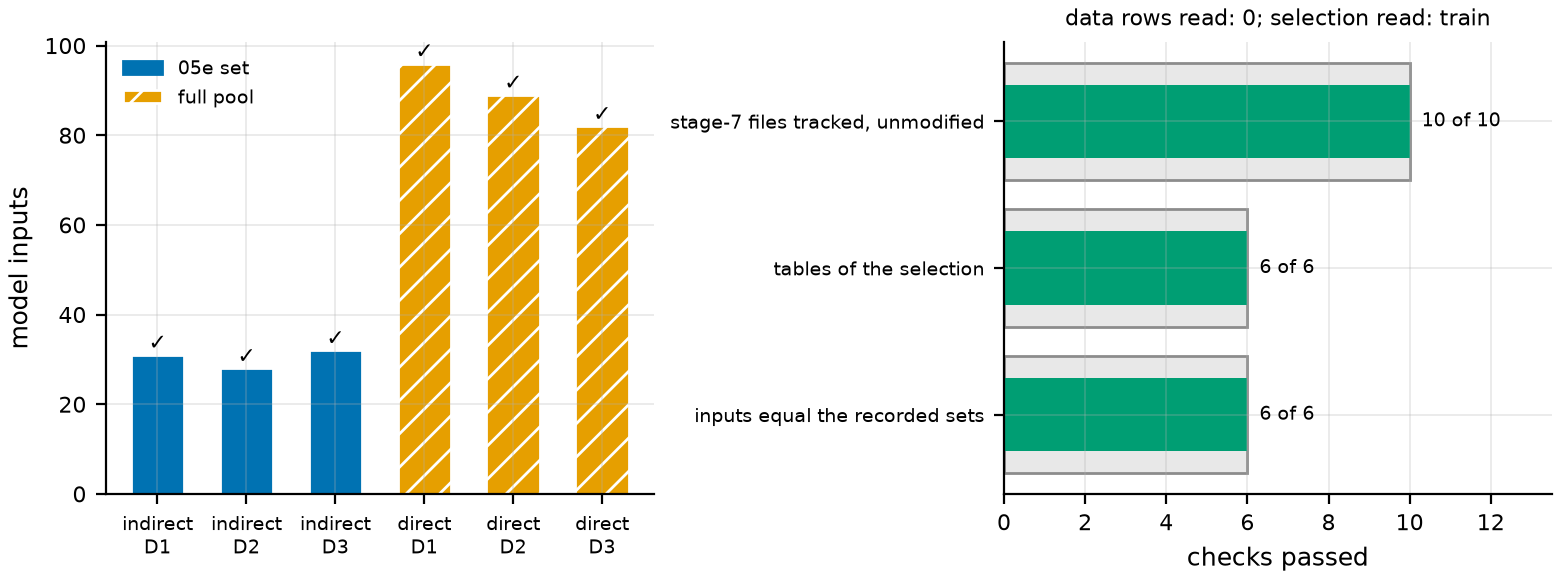 model inputs
100
80
60
40
20
0
05e set
full pool
✓
✓
✓
✓
✓
✓
indirect
D1
indirect
D2
indirect
D3
direct
D1
direct
D2
direct
D3
data rows read: 0; selection read: train
stage-7 files tracked, unmodified
10 of 10
tables of the selection
6 of 6
inputs equal the recorded sets
6 of 6
0 2 4 6 8 10 12
checks passed